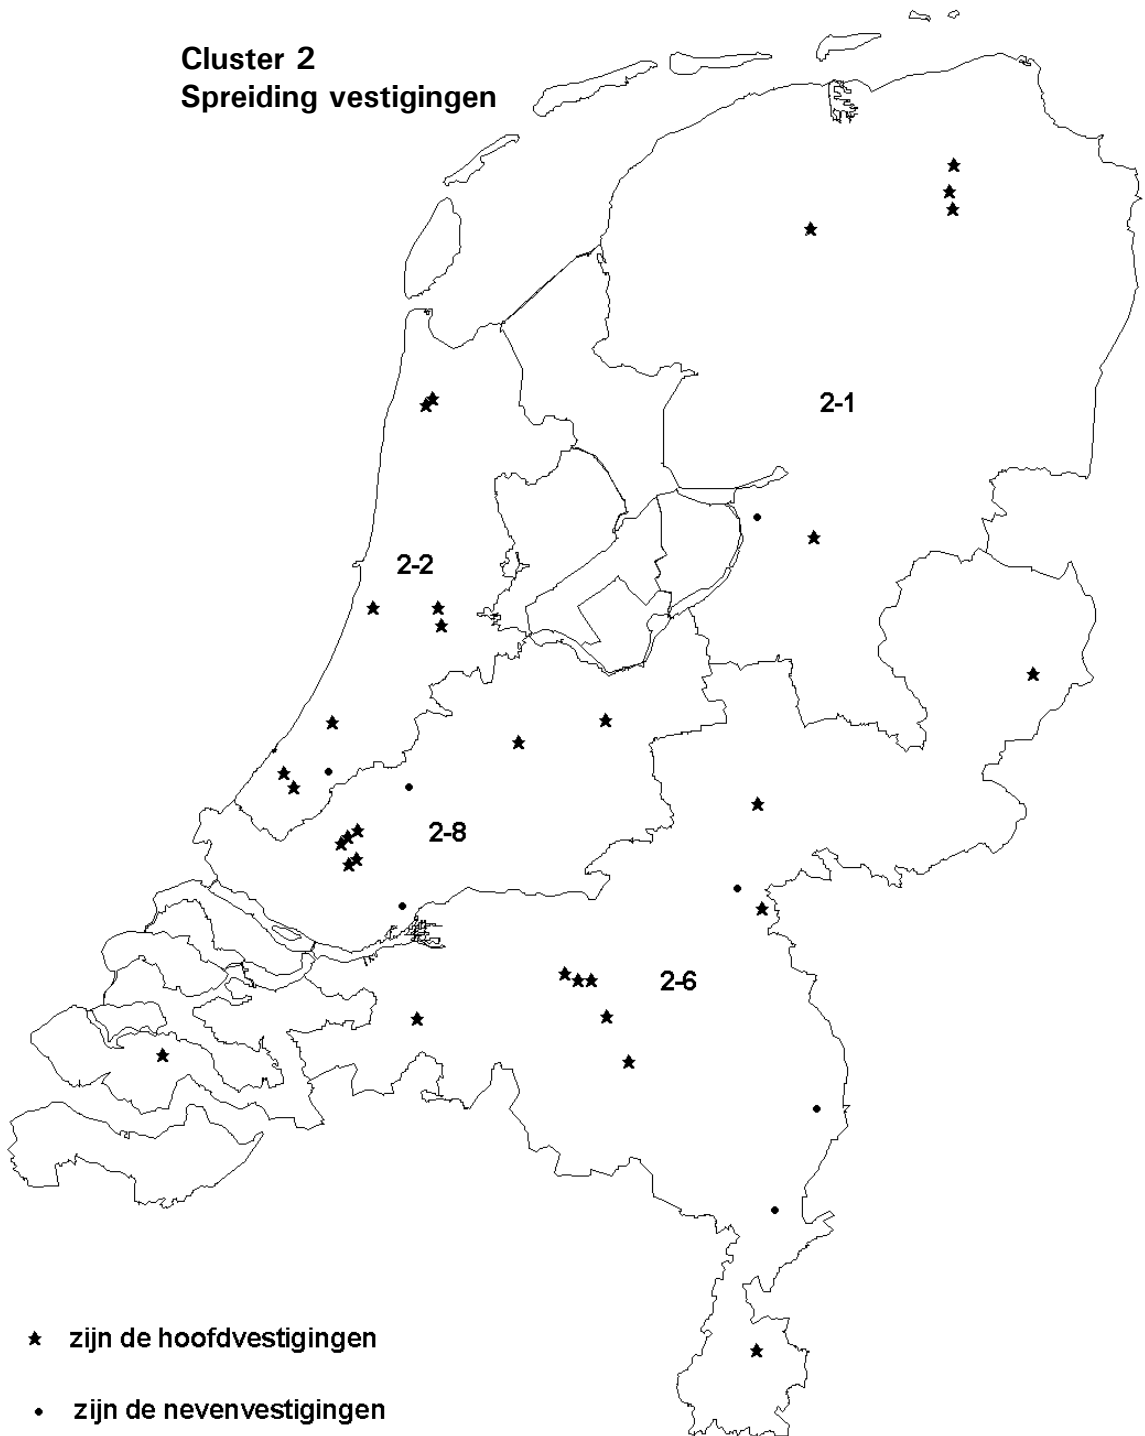 Cluster 2
Spreiding vestigingen
2-1
2-2
2-8
2-6
zijn de hoofdvestigingen
zijn de nevenvestigingen